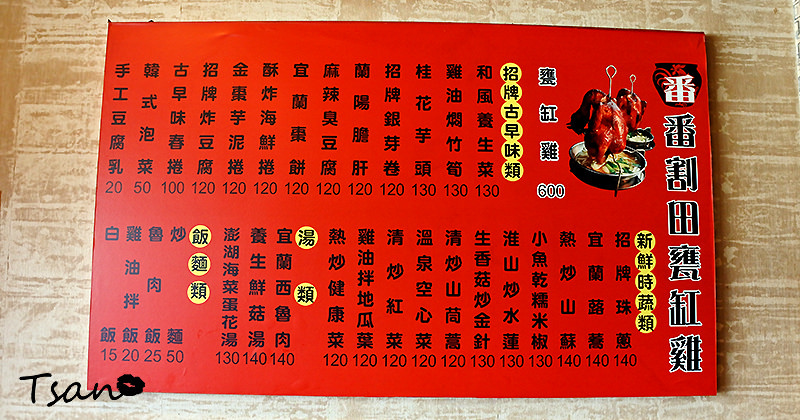 番
番割田甕缸雞
甕缸雞 600
招牌古早味類
和風養生菜 130
雞油燜竹筍 130
桂花芋頭 130
招牌銀芽卷 120
蘭陽膽肝 120
麻辣臭豆腐 120
宜蘭棗餅 120
酥炸海鮮捲 120
金棗芋泥捲 120
招牌炸豆腐 120
古早味春捲 100
韓式泡菜 50
手工豆腐乳 20
新鮮時蔬類
招牌珠蔥 140
宜蘭蕗蕎 140
熱炒山蘇 140
小魚乾糯米椒 130
淮山炒水蓮 130
生香菇炒金針 130
清炒山茼蒿 120
溫泉空心菜 120
清炒紅菜 120
雞油拌地瓜葉 120
熱炒健康菜 120
湯類
宜蘭西魯肉 140
養生鮮菇湯 140
澎湖海菜蛋花湯 130
飯麵類
炒麵 50
魯肉飯 25
雞油拌飯 20
白飯 15
Tsan